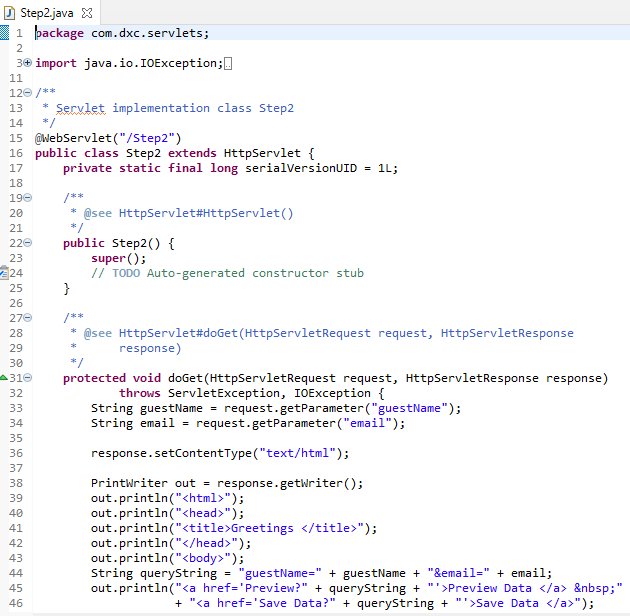 Step2.java
1 package com.dxc.servlets;
2
3 import java.io.IOException;
11
12 /**
13  * Servlet implementation class Step2
14  */
15 @WebServlet("/Step2")
16 public class Step2 extends HttpServlet {
17     private static final long serialVersionUID = 1L;
18
19     /**
20      * @see HttpServlet#HttpServlet()
21      */
22     public Step2() {
23         super();
24         // TODO Auto-generated constructor stub
25     }
26
27     /**
28      * @see HttpServlet#doGet(HttpServletRequest request, HttpServletResponse
29      *      response)
30      */
31     protected void doGet(HttpServletRequest request, HttpServletResponse response)
32             throws ServletException, IOException {
33         String guestName = request.getParameter("guestName");
34         String email = request.getParameter("email");
35
36         response.setContentType("text/html");
37
38         PrintWriter out = response.getWriter();
39         out.println("<html>");
40         out.println("<head>");
41         out.println("<title>Greetings </title>");
42         out.println("</head>");
43         out.println("<body>");
44         String queryString = "guestName=" + guestName + "&email=" + email;
45         out.println("<a href='Preview?" + queryString + "'>Preview Data </a> &nbsp;"
46                 + "<a href='Save Data?" + queryString + "'>Save Data </a>");